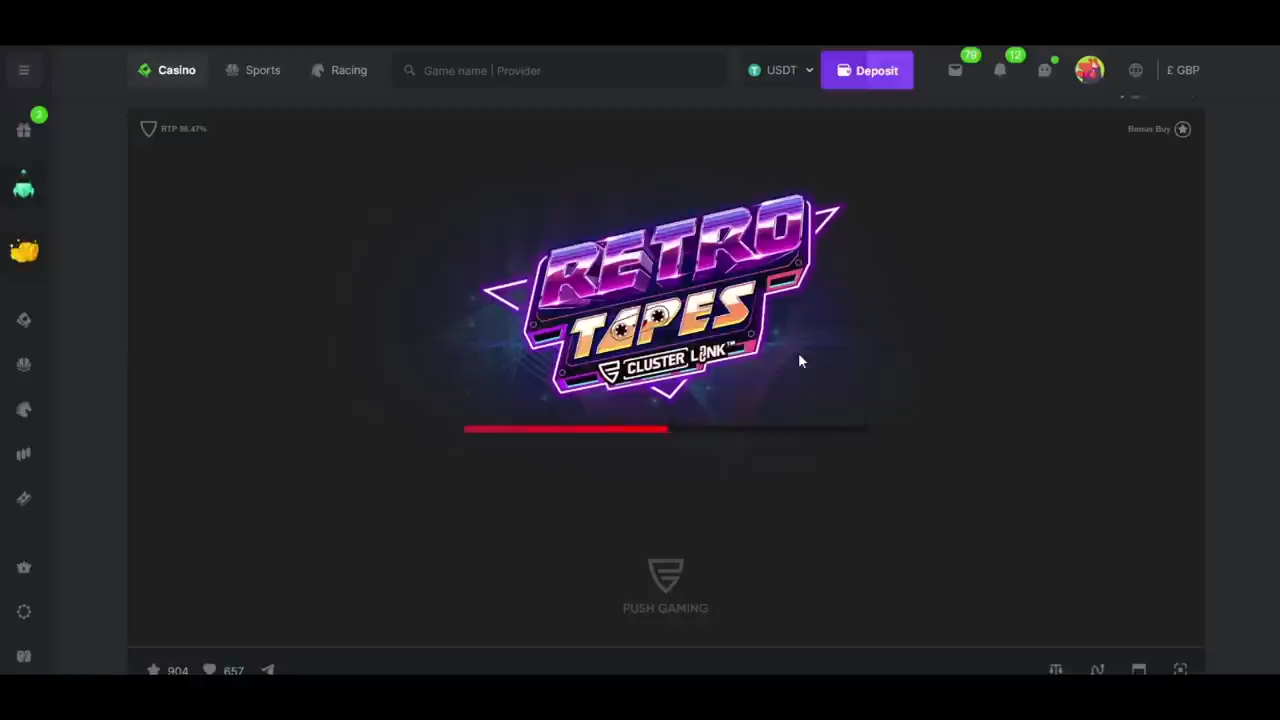 Casino
Sports
Racing
Game name | Provider
USDT
Deposit
79
12
£ GBP
2
RTP 96.47%
Bonus Buy
RETRO
TAPES
CLUSTER LINK™
PUSH GAMING
904
657